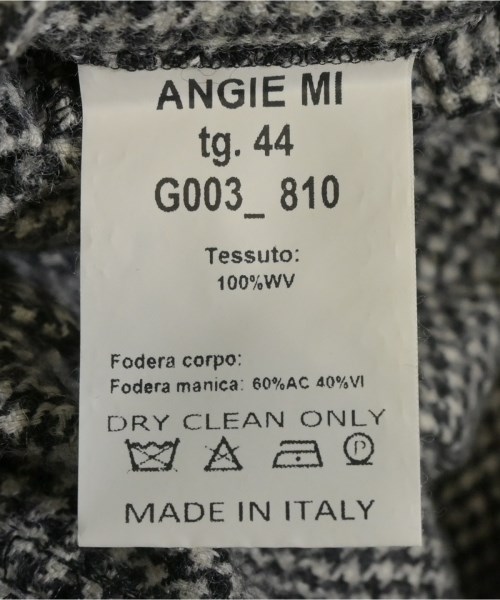 ANGIE MI
tg. 44
G003_ 810
Tessuto:
100%WV
Fodera corpo:
Fodera manica: 60%AC 40%VI
DRY CLEAN ONLY
P
MADE IN ITALY